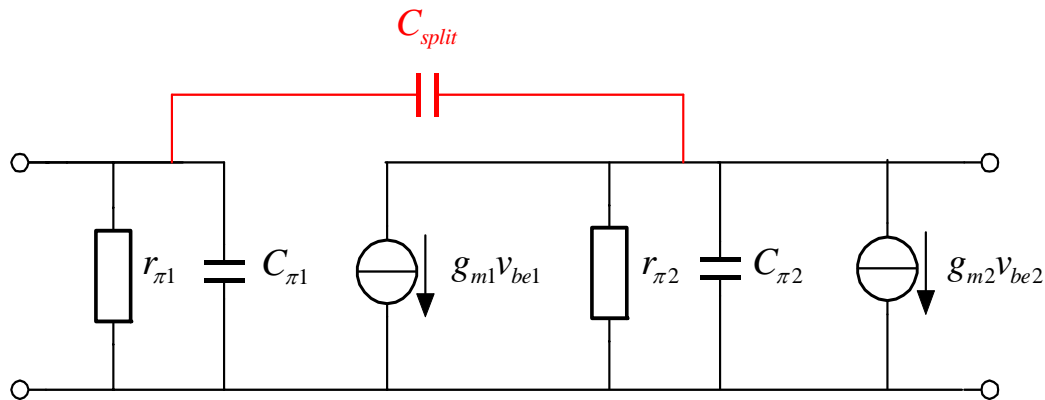 C_split
r_π1
C_π1
g_m1 v_be1
r_π2
C_π2
g_m2 v_be2